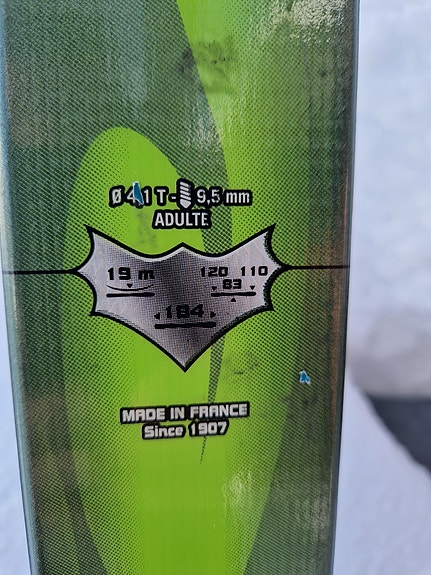 Ø 4,1 T - 9,5 mm
ADULTE
19 m 120 110
83
184
MADE IN FRANCE
Since 1907